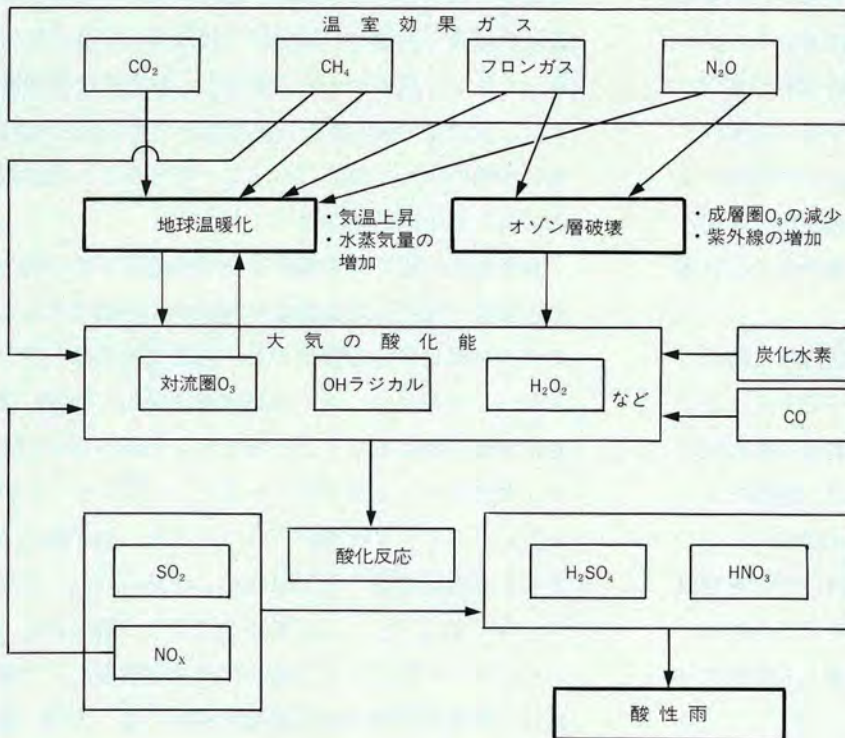 温室効果ガス
CO₂
CH₄
フロンガス
N₂O
地球温暖化
・気温上昇
・水蒸気量の
増加
オゾン層破壊
・成層圏O₃の減少
・紫外線の増加
大気の酸化能
対流圏O₃
OHラジカル
H₂O₂
など
炭化水素
CO
SO₂
NOₓ
酸化反応
H₂SO₄
HNO₃
酸性雨